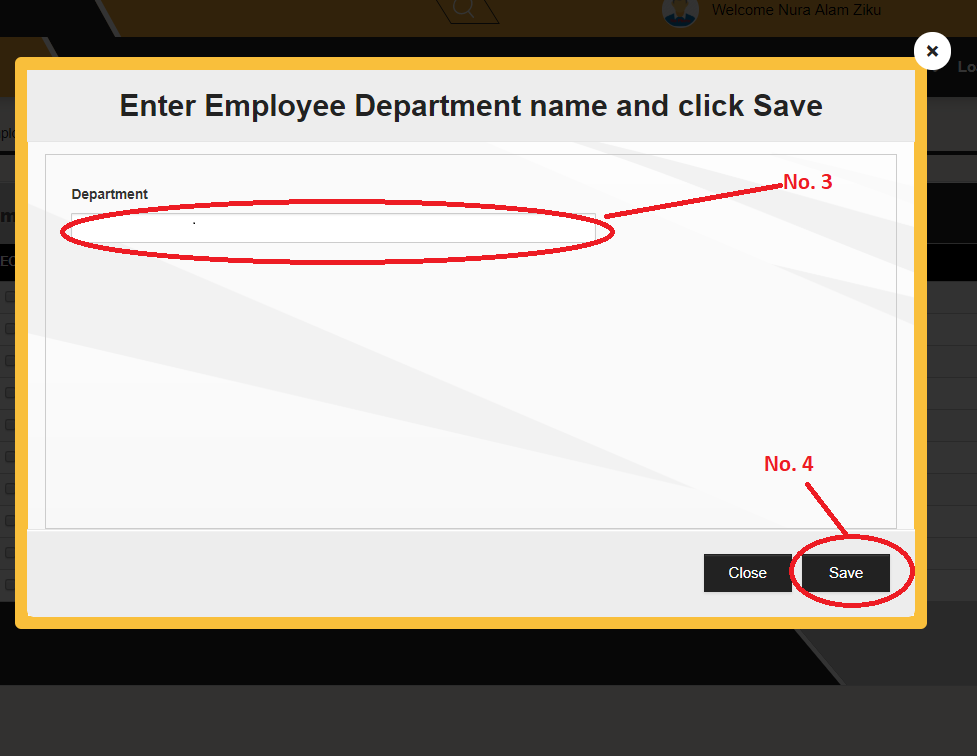 Welcome Nura Alam Ziku
Lo
Enter Employee Department name and click Save
Department
No. 3
No. 4
Close Save